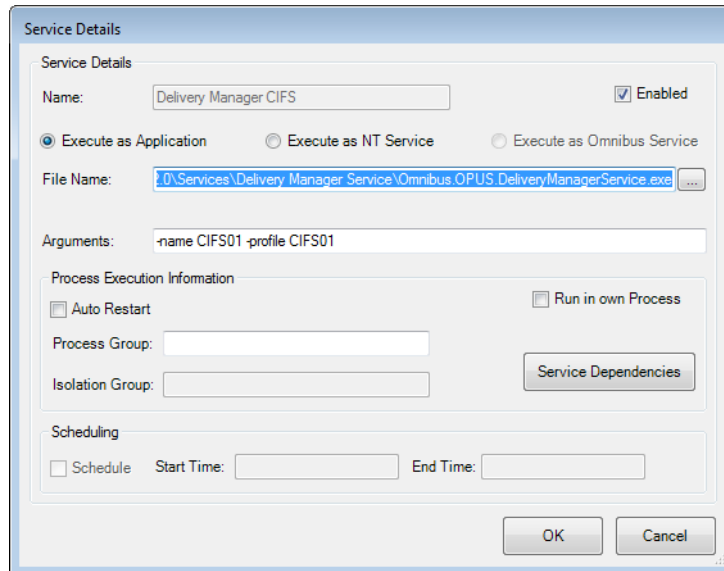 Service Details
Service Details
Name: Delivery Manager CIFS Enabled
Execute as Application Execute as NT Service Execute as Omnibus Service
File Name: 2.0\Services\Delivery Manager Service\Omnibus.OPUS.DeliveryManagerService.exe ...
Arguments: -name CIFS01 -profile CIFS01
Process Execution Information
Auto Restart Run in own Process
Process Group:
Service Dependencies
Isolation Group:
Scheduling
Schedule Start Time: End Time:
OK Cancel